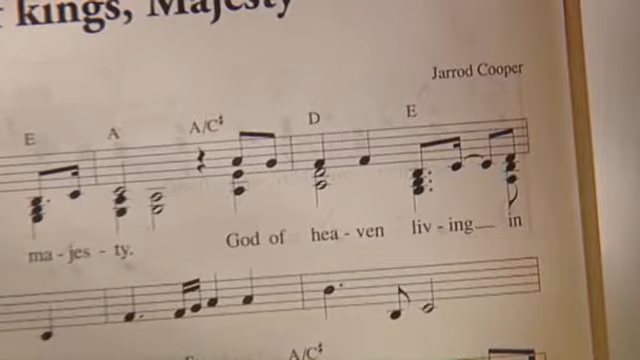 kings, Majesty
Jarrod Cooper
E A A/C♯ D E
ma - jes - ty. God of hea - ven liv - ing in
A/C♯